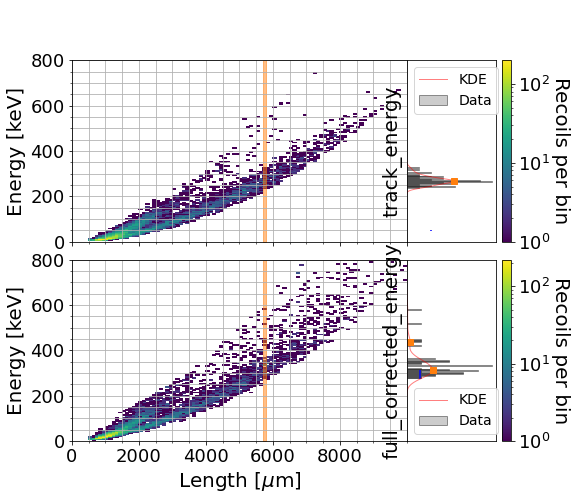 800
600
400
200
0
Energy [keV]
track_energy
KDE
Data
10²
10¹
10⁰
Recoils per bin
800
600
400
200
0
Energy [keV]
0
2000
4000
6000
8000
Length [μm]
full_corrected_energy
KDE
Data
10²
10¹
10⁰
Recoils per bin